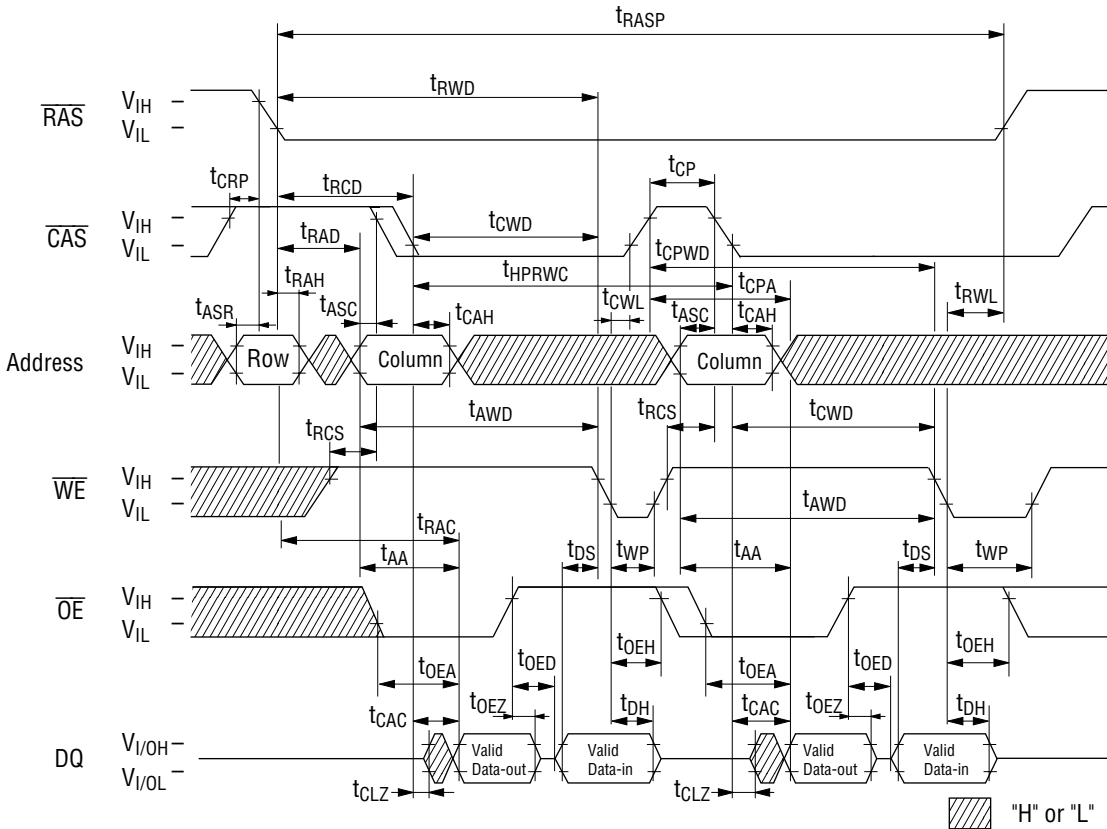 tRASP
tRWD
RAS
VIH
VIL
tCRP
tRCD
tCP
CAS
VIH
VIL
tRAD
tCWD
tCPWD
tHPRWC
tCPA
tRAH
tASR
tASC
tCAH
tCWL
tASC
tCAH
tRWL
Address
VIH
VIL
Row
Column
Column
tRCS
tAWD
tRCS
tCWD
WE
VIH
VIL
tRAC
tAWD
tAA
tDS
tWP
tAA
tDS
tWP
OE
VIH
VIL
tOEA
tOED
tOEH
tOEA
tOED
tOEH
tCAC
tOEZ
tDH
tCAC
tOEZ
tDH
DQ
VI/OH
VI/OL
Valid
Data-out
Valid
Data-in
Valid
Data-out
Valid
Data-in
tCLZ
tCLZ
"H" or "L"